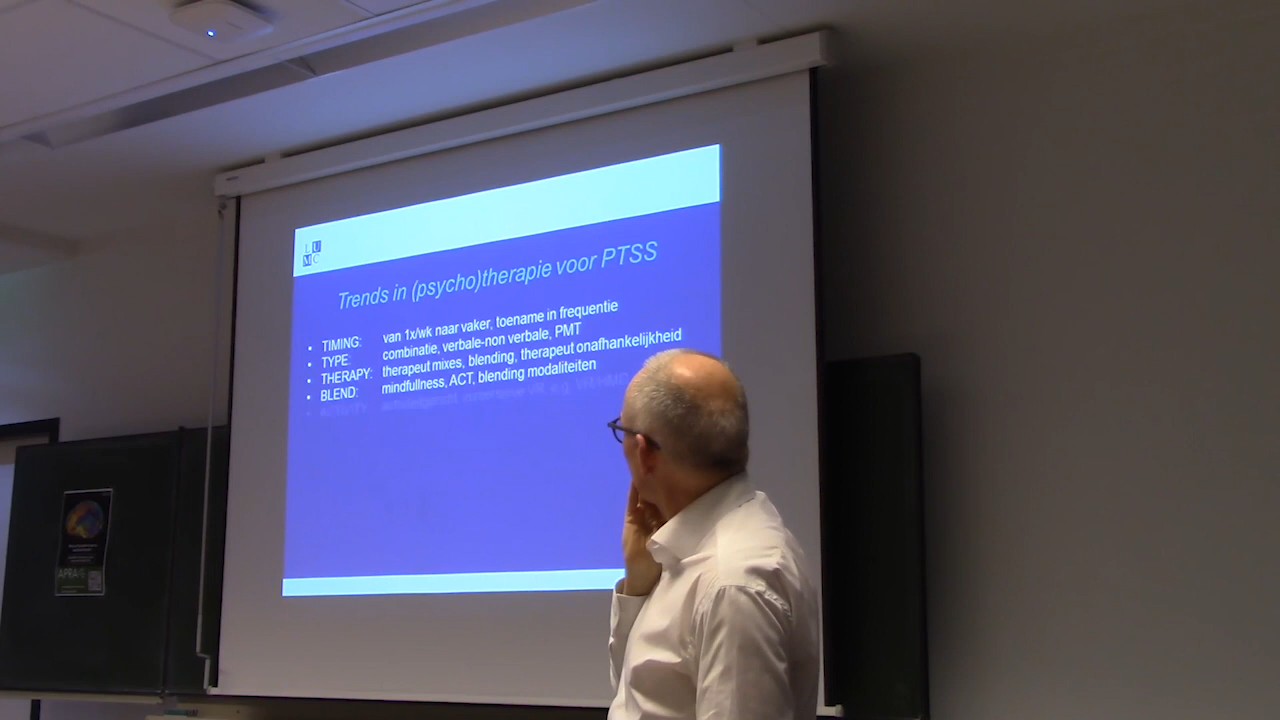 L U
M C
Trends in (psycho)therapie voor PTSS
• TIMING: van 1x/wk naar vaker, toename in frequentie
• TYPE: combinatie, verbale-non verbale, PMT
• THERAPY: therapeut mixes, blending, therapeut onafhankelijkheid
• BLEND: mindfullness, ACT, blending modaliteiten